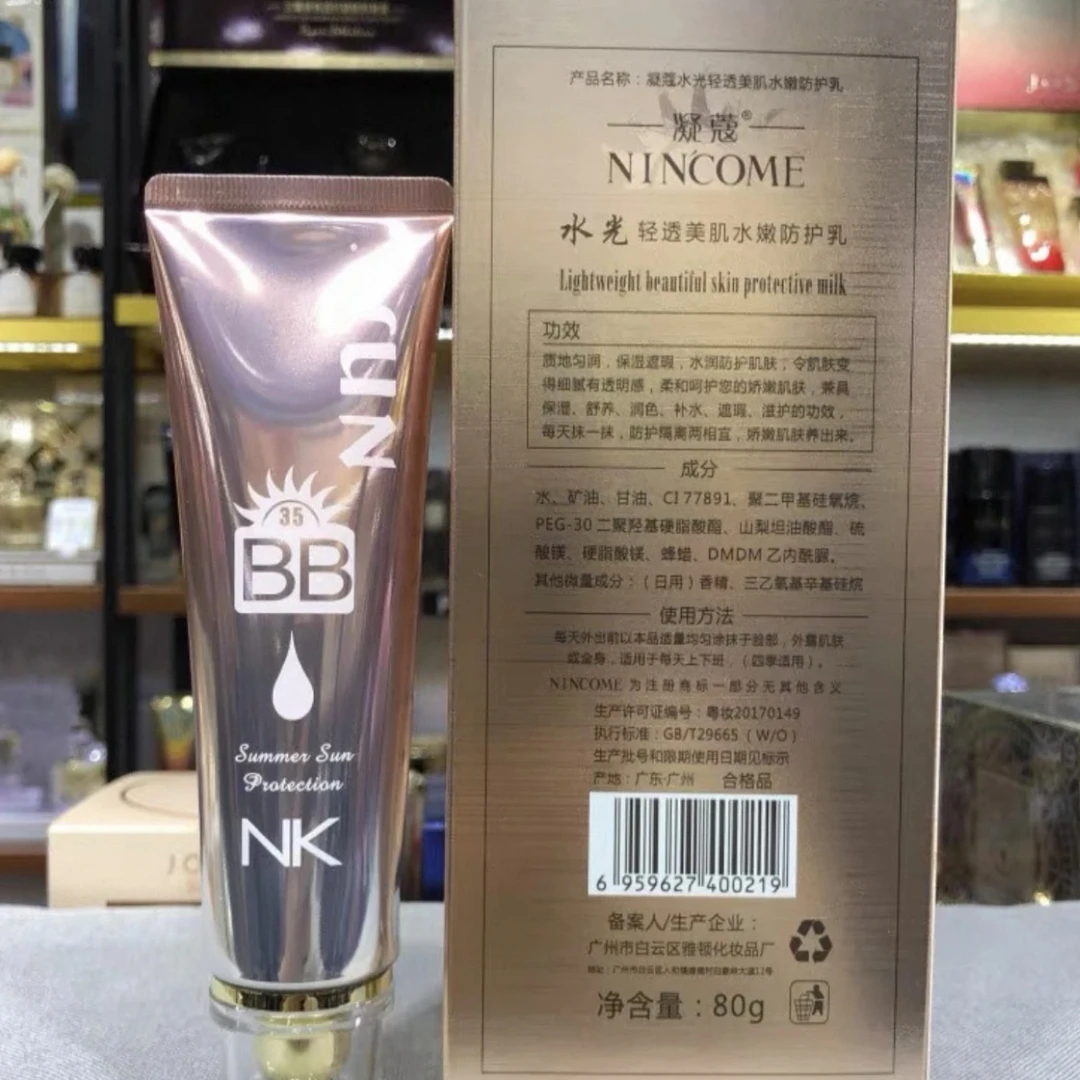 SUN
35
BB
Summer Sun
Protection
NK
产品名称：凝蔻水光轻透美肌水嫩防护乳
凝蔻®
NINCOME
水光轻透美肌水嫩防护乳
Lightweight beautiful skin protective milk
功效
质地匀润，保湿遮瑕，水润防护肌肤，令肌肤变
得细腻有透明感，柔和呵护您的娇嫩肌肤，兼具
保湿、舒养、润色、补水、遮瑕、滋护的功效，
每天抹一抹，防护隔离两相宜，娇嫩肌肤养出来。
成分
水、矿油、甘油、CI 77891、聚二甲基硅氧烷、
PEG-30 二聚羟基硬脂酸酯、山梨坦油酸酯、硫
酸镁、硬脂酸镁、蜂蜡、DMDM 乙内酰脲。
其他微量成分：（日用）香精、三乙氧基辛基硅烷
使用方法
每天外出前以本品适量均匀涂抹于脸部，外露肌肤
或全身，适用于每天上下班，（四季适用）。
NINCOME 为注册商标一部分无其他含义
生产许可证编号：粤妆20170149
执行标准：GB/T29665（W/O）
生产批号和限期使用日期见标示
产地：广东·广州 合格品
6 959627 400219
备案人/生产企业：
广州市白云区雅顿化妆品厂
净含量：80g